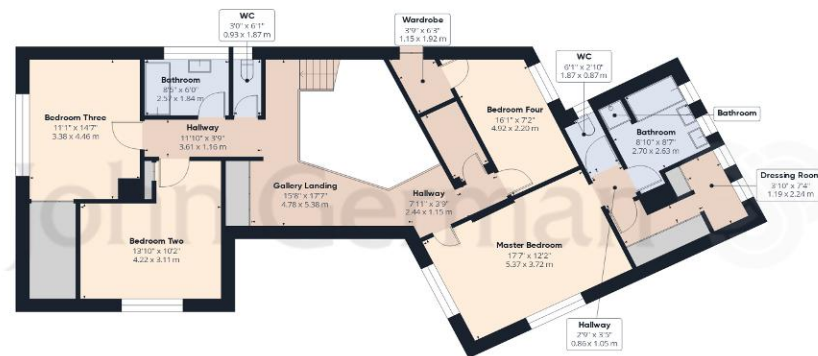 WC
3'0" x 6'1"
0.93 x 1.87 m
Wardrobe
3'9" x 6'3"
1.15 x 1.92 m
WC
6'1" x 2'10"
1.87 x 0.87 m
Bathroom
8'5" x 6'0"
2.57 x 1.84 m
Bedroom Three
11'1" x 14'7"
3.38 x 4.46 m
Hallway
11'10" x 3'9"
3.61 x 1.16 m
Bedroom Four
16'1" x 7'2"
4.92 x 2.20 m
Bathroom
Bathroom
8'10" x 8'7"
2.70 x 2.63 m
Dressing Room
3'10" x 7'4"
1.19 x 2.24 m
Gallery Landing
15'8" x 17'7"
4.78 x 5.38 m
Hallway
7'11" x 3'9"
2.44 x 1.15 m
Bedroom Two
13'10" x 10'2"
4.22 x 3.11 m
Master Bedroom
17'7" x 12'2"
5.37 x 3.72 m
Hallway
2'9" x 3'5"
0.86 x 1.05 m
John German